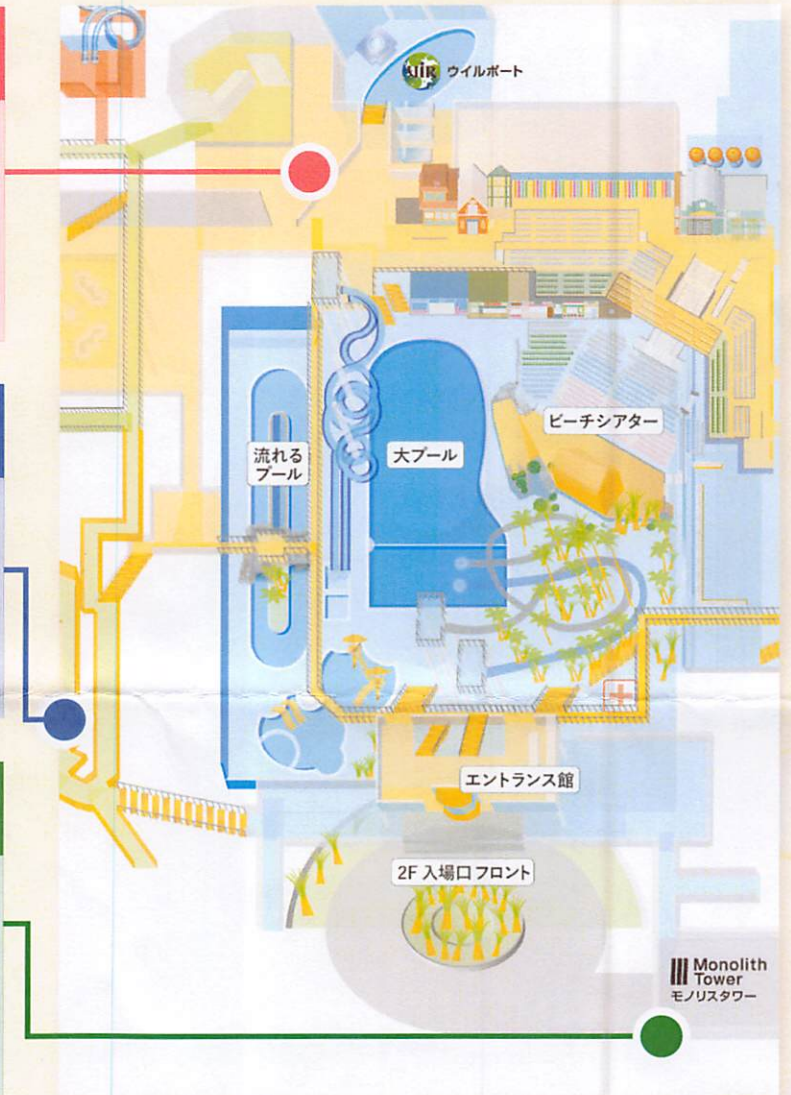 WIR ウイルポート
ビーチシアター
流れる
プール
大プール
エントランス館
2F 入場口フロント
Monolith
Tower
モノリスタワー